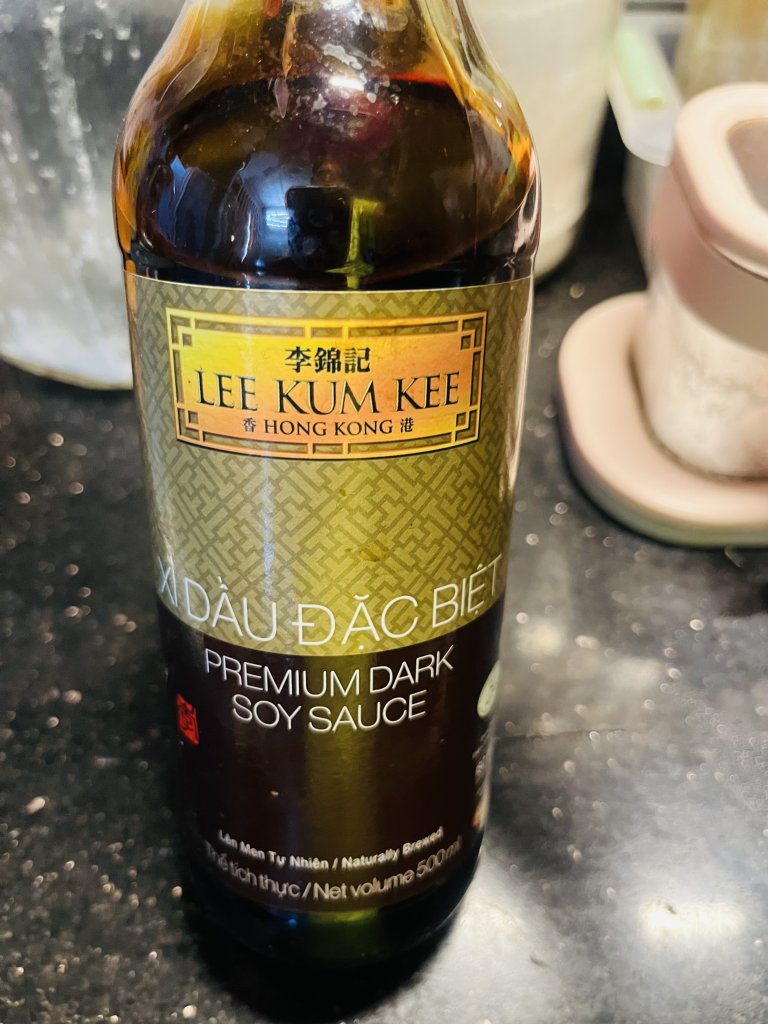 李錦記
LEE KUM KEE
香 HONG KONG 港
XÌ DẦU ĐẶC BIỆT
PREMIUM DARK
SOY SAUCE
Lên Men Tự Nhiên / Naturally Brewed
Thể tích thực / Net volume 500ml